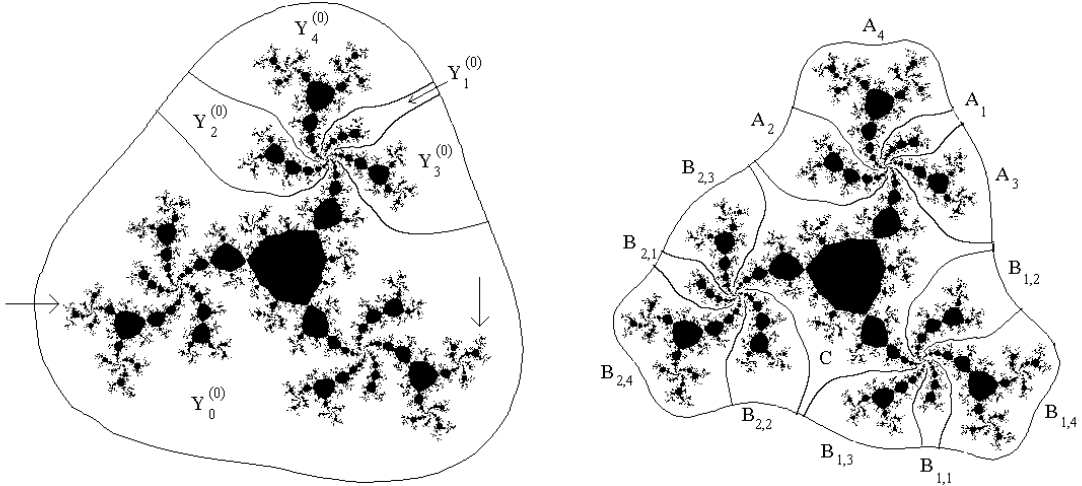 Y₄⁽⁰⁾
Y₁⁽⁰⁾
Y₂⁽⁰⁾
Y₃⁽⁰⁾
Y₀⁽⁰⁾
A₄
A₁
A₂
A₃
B₂,₃
B₂,₁
B₁,₂
B₂,₄
C
B₂,₂
B₁,₄
B₁,₃
B₁,₁